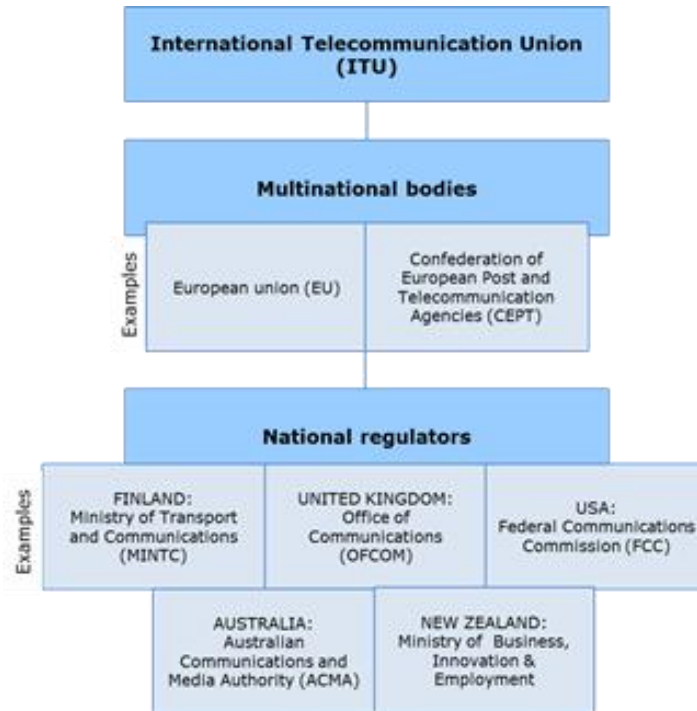 International Telecommunication Union
(ITU)
Multinational bodies
Examples
European union (EU)
Confederation of
European Post and
Telecommunication
Agencies (CEPT)
National regulators
Examples
FINLAND:
Ministry of Transport
and Communications
(MINTC)
UNITED KINGDOM:
Office of
Communications
(OFCOM)
USA:
Federal Communications
Commission (FCC)
AUSTRALIA:
Australian
Communications and
Media Authority (ACMA)
NEW ZEALAND:
Ministry of Business,
Innovation &
Employment